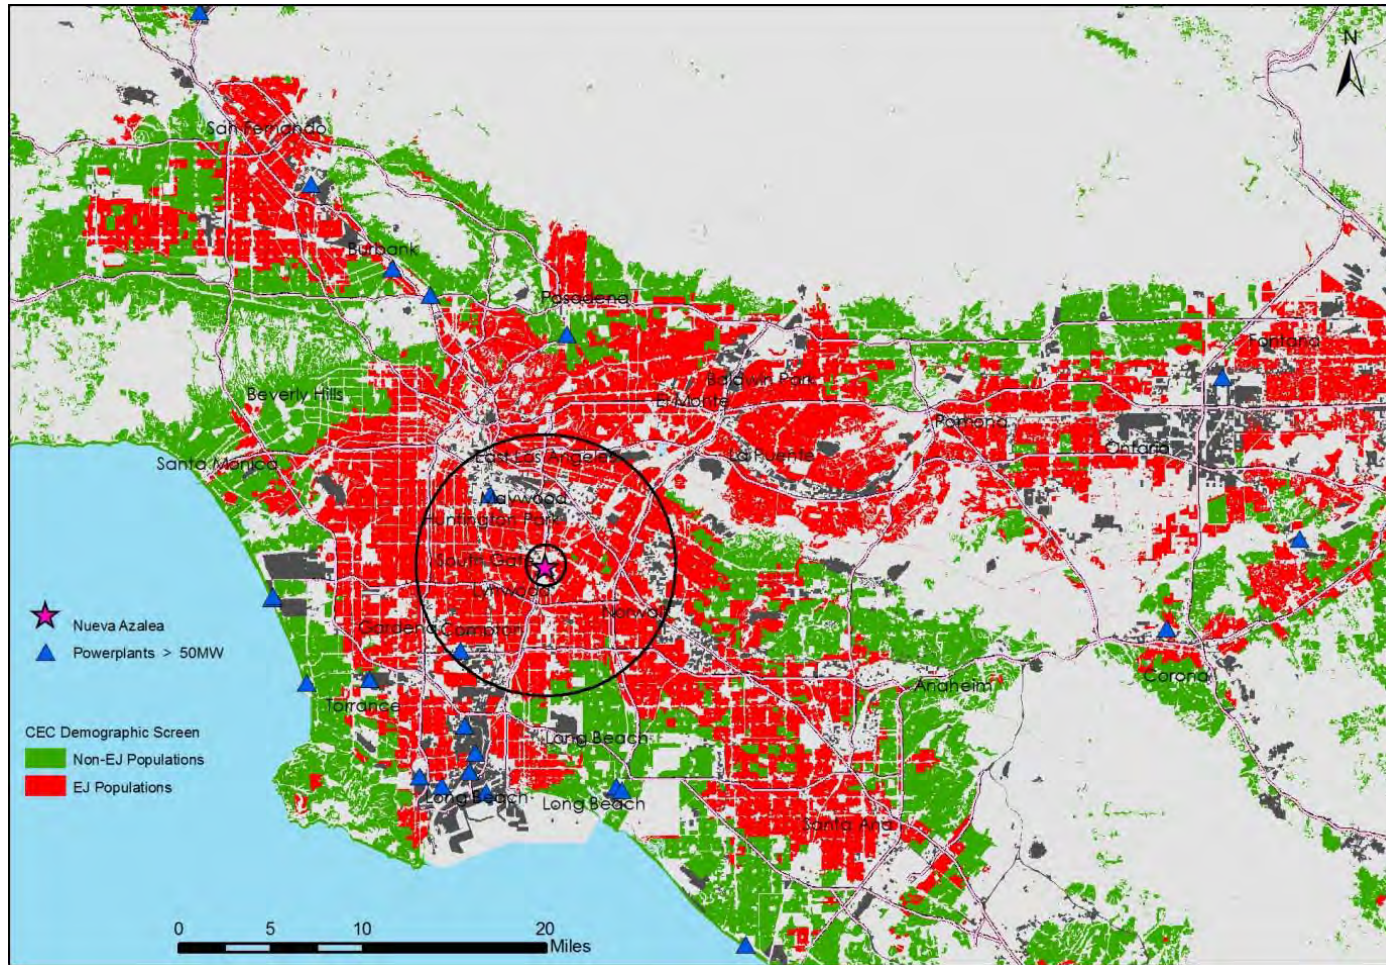 N
San Fernando
Burbank
Pasadena
Fontana
Baldwin Park
Beverly Hills
El Monte
Pomona
Ontario
Santa Monica
East Los Angeles
La Puente
Maywood
Huntington Park
South Gate
Lynwood
Norwalk
Gardena
Compton
Nueva Azalea
Powerplants > 50MW
Corona
Anaheim
Torrance
CEC Demographic Screen
Long Beach
Non-EJ Populations
EJ Populations
Long Beach
Long Beach
Santa Ana
0 5 10 20
Miles